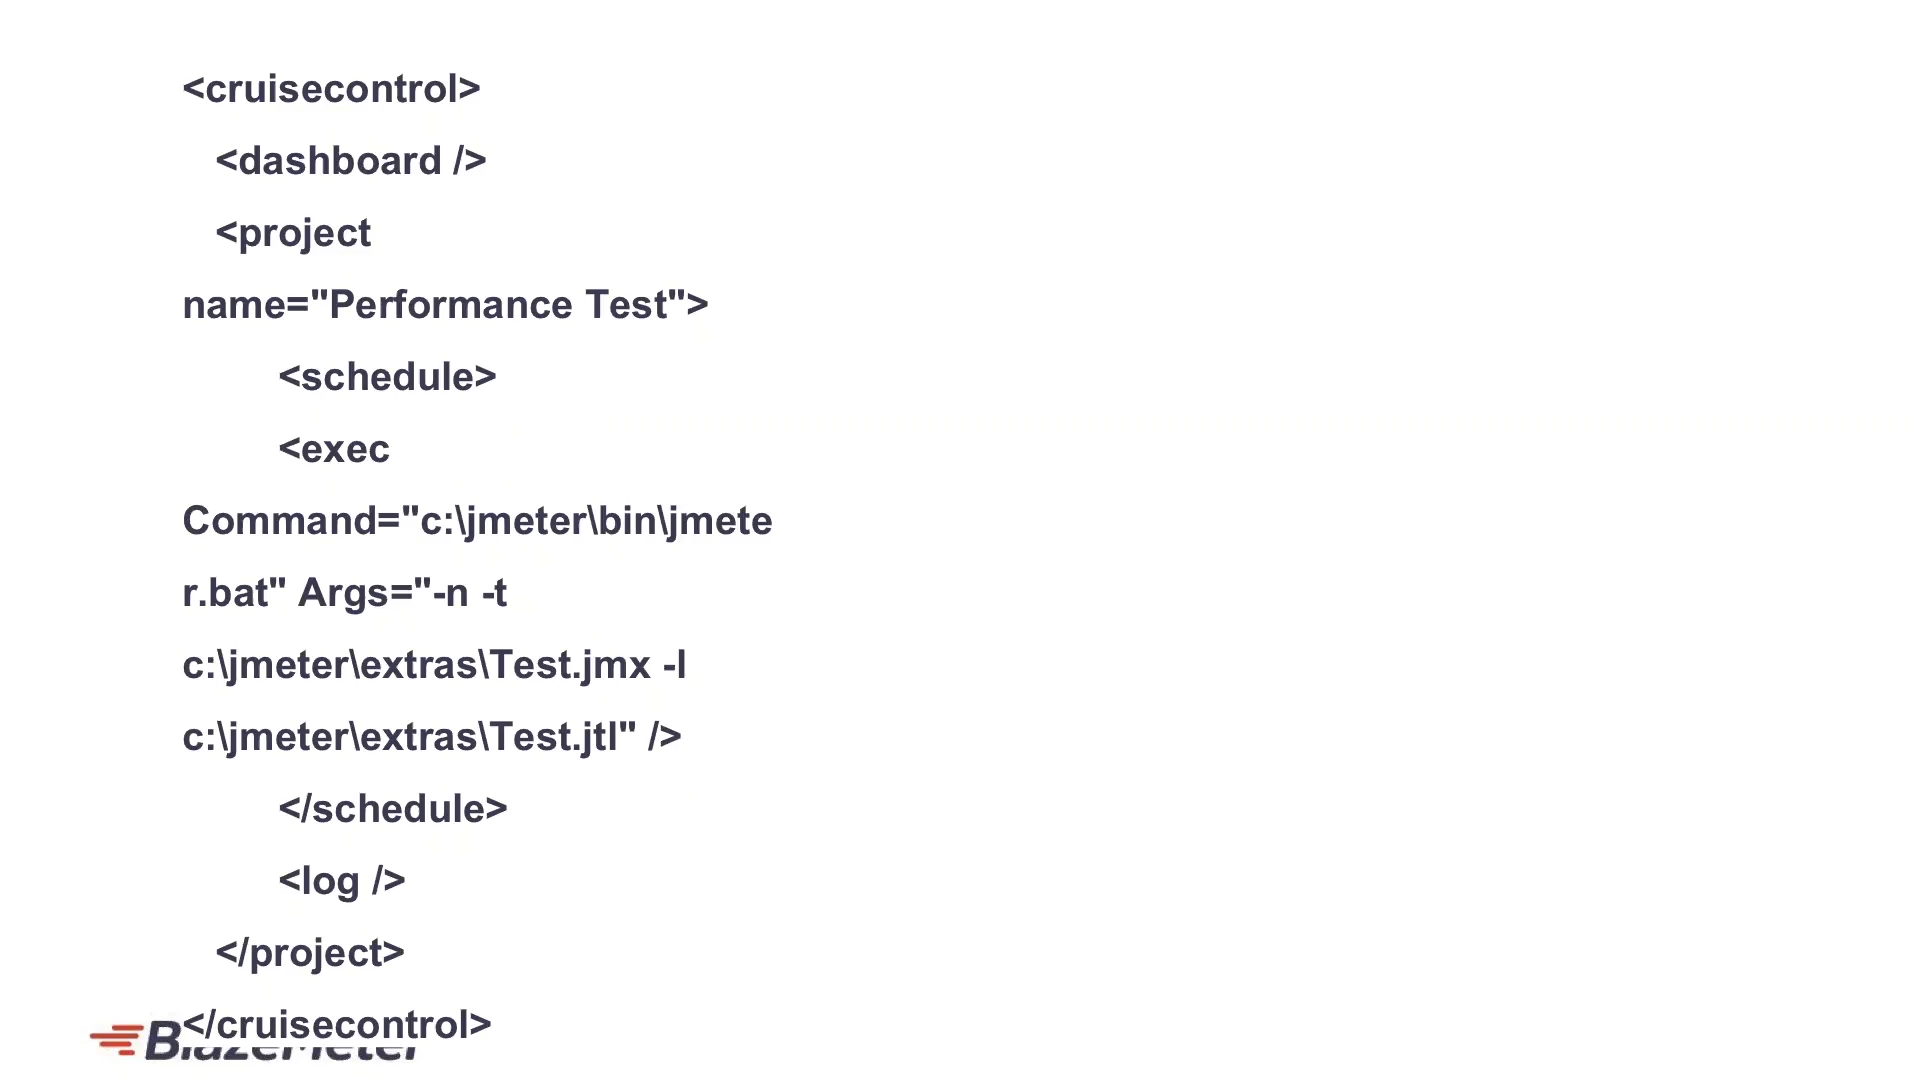 <cruisecontrol>
<dashboard />
<project
name="Performance Test">
<schedule>
<exec
Command="c:\jmeter\bin\jmete
r.bat" Args="-n -t
c:\jmeter\extras\Test.jmx -l
c:\jmeter\extras\Test.jtl" />
</schedule>
<log />
</project>
</cruisecontrol>
BlazeMeter